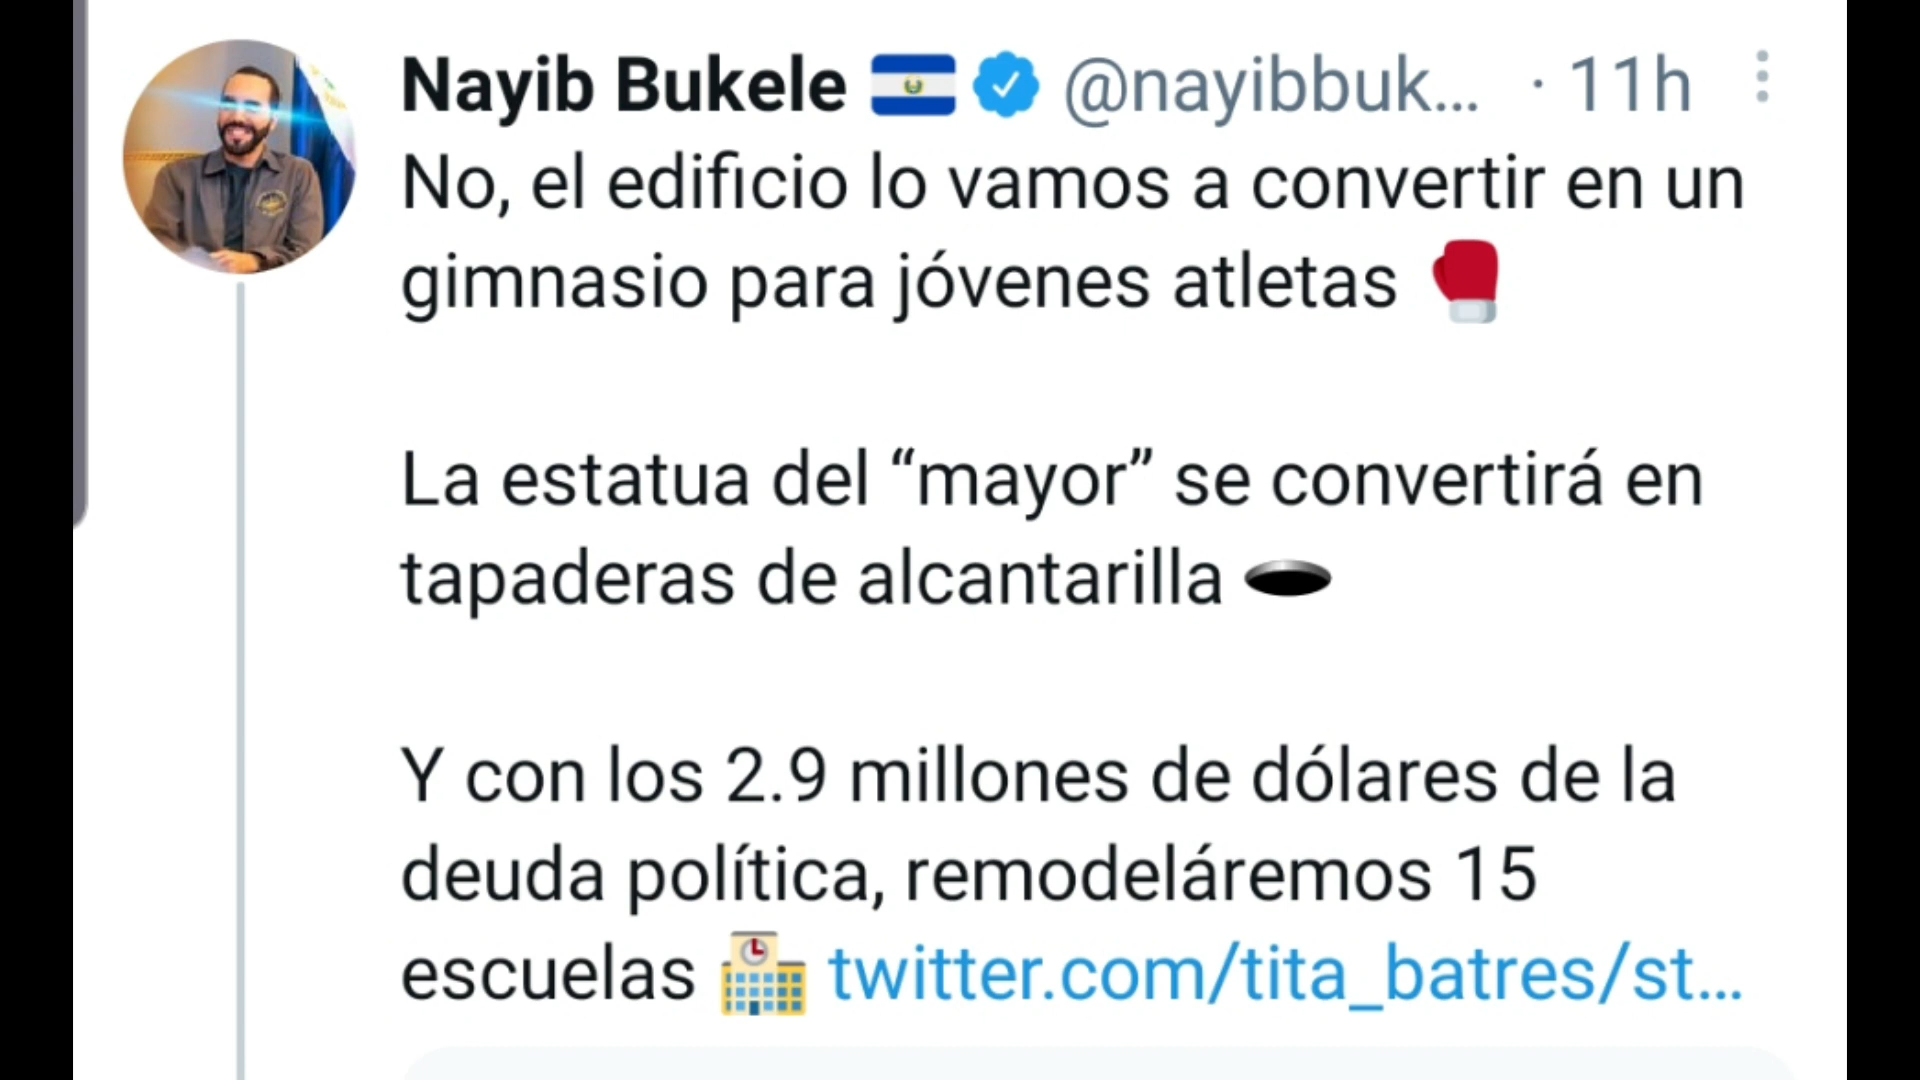 Nayib Bukele 🇸🇻 @nayibbuk... · 11h
No, el edificio lo vamos a convertir en un
gimnasio para jóvenes atletas 🥊
La estatua del “mayor” se convertirá en
tapaderas de alcantarilla 🕳️
Y con los 2.9 millones de dólares de la
deuda política, remodeláremos 15
escuelas 🏫 twitter.com/tita_batres/st...